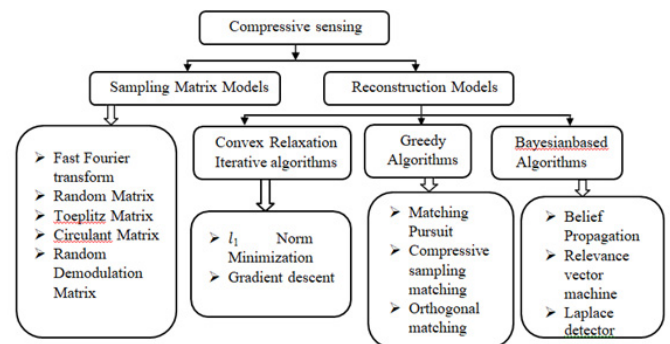 Compressive sensing
Sampling Matrix Models
Reconstruction Models
➢ Fast Fourier
transform
➢ Random Matrix
➢ Toeplitz Matrix
➢ Circulant Matrix
➢ Random
Demodulation
Matrix
Convex Relaxation
Iterative algorithms
Greedy
Algorithms
Bayesianbased
Algorithms
➢ l₁ Norm
Minimization
➢ Gradient descent
➢ Matching
Pursuit
➢ Compressive
sampling
matching
➢ Orthogonal
matching
➢ Belief
Propagation
➢ Relevance
vector
machine
➢ Laplace
detector